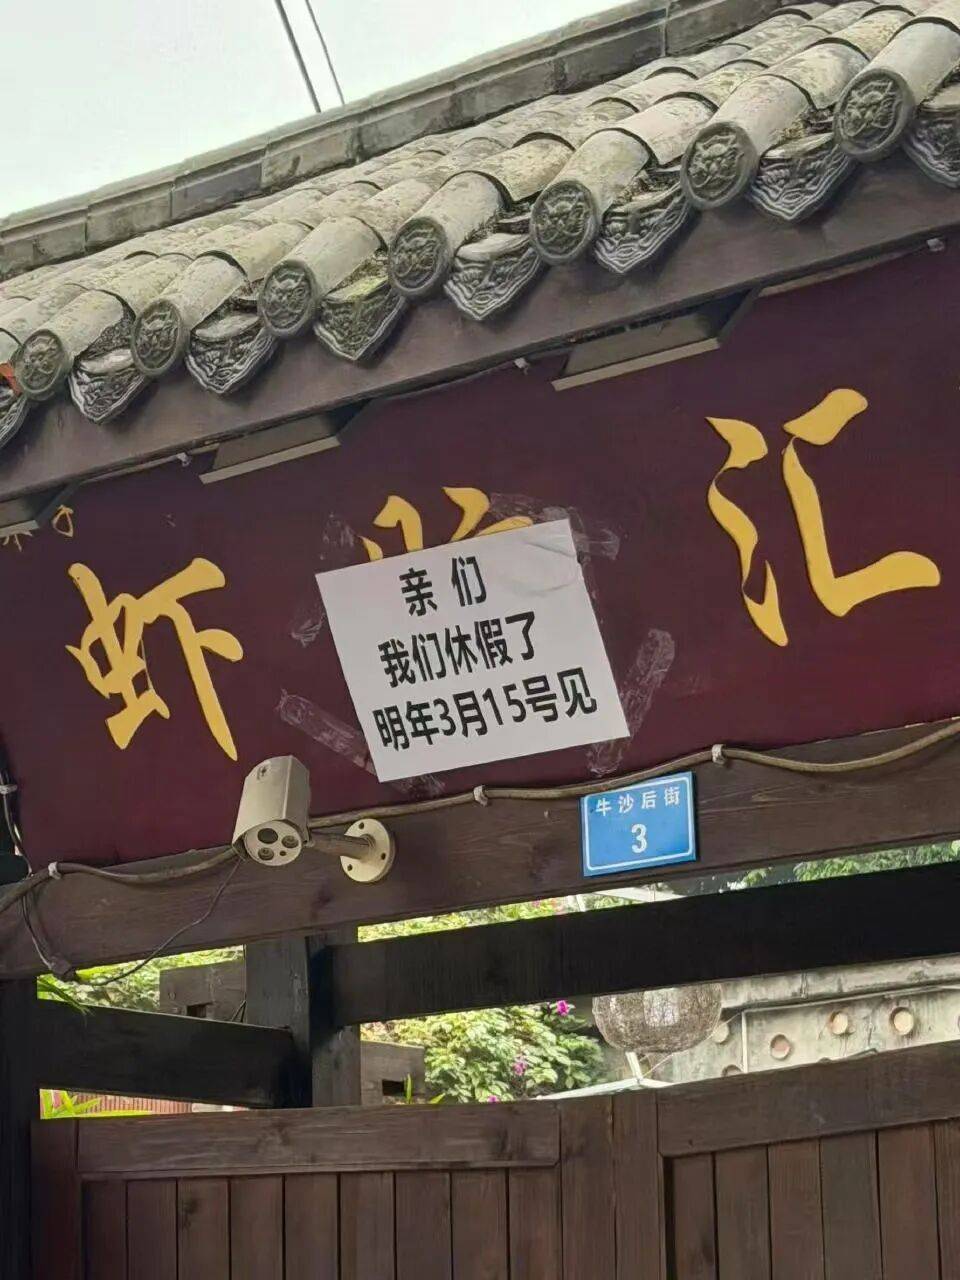 虾 汇
亲们
我们休假了
明年3月15号见
牛沙后街
3